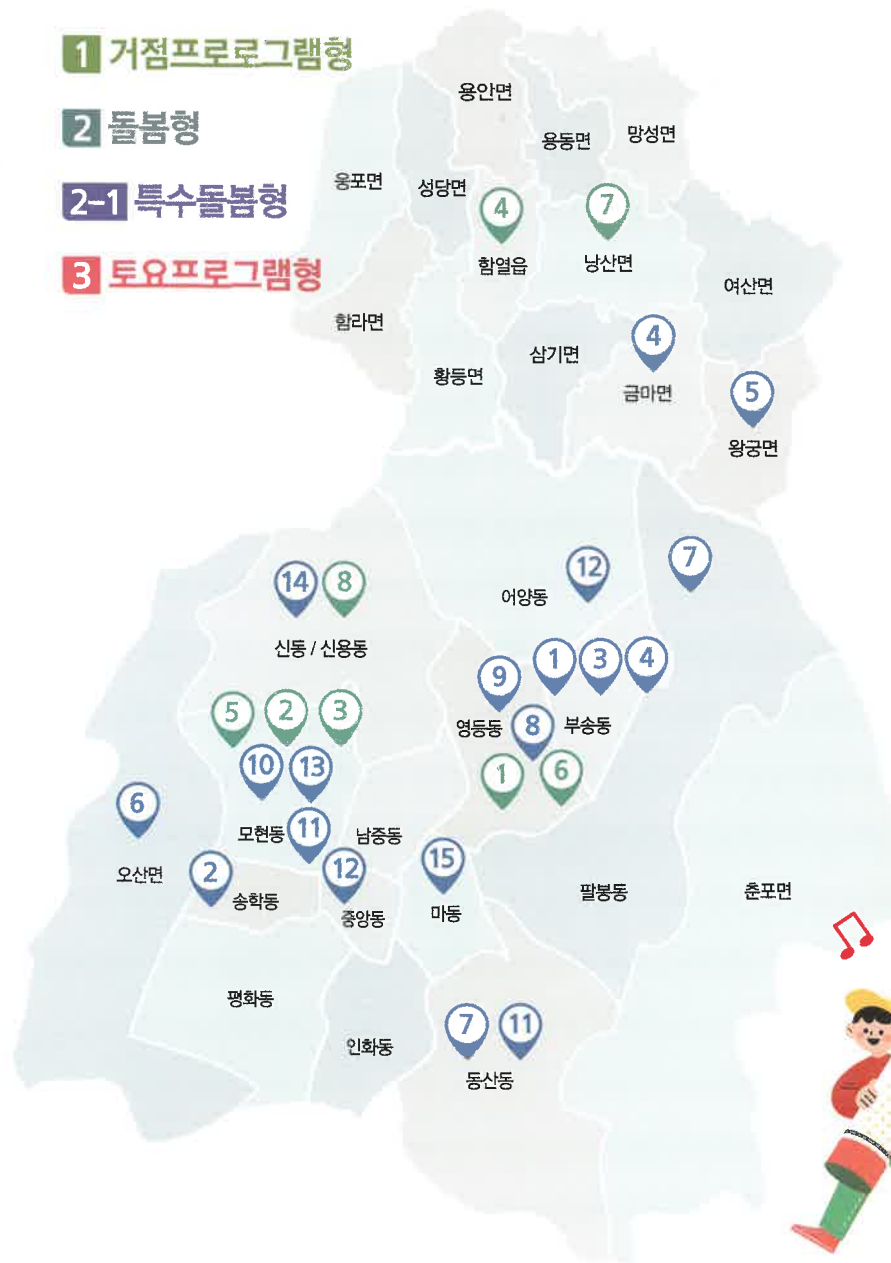 1 거점프로그램형
2 돌봄형
2-1 특수돌봄형
3 토요프로그램형
용안면
용동면
망성면
웅포면
성당면
4
7
함열읍
낭산면
여산면
함라면
황등면
삼기면
4
금마면
5
왕궁면
14
8
12
7
어양동
신동 / 신용동
9
1
3
4
5
2
3
영등동
8
부송동
10
13
1
6
6
모현동
11
남중동
오산면
2
송학동
12
중앙동
15
마동
팔봉동
춘포면
평화동
인화동
7
11
동산동